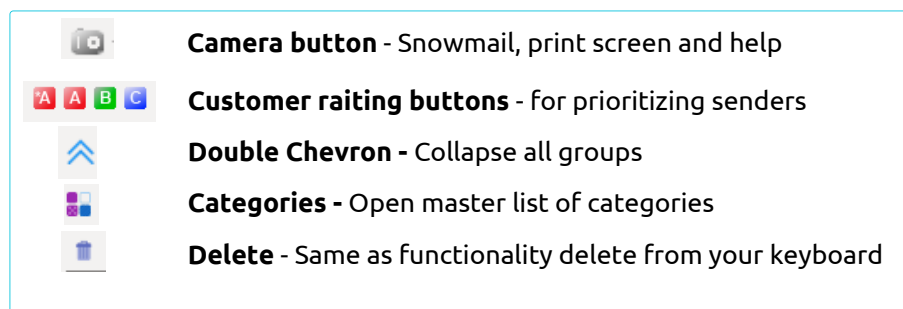 Camera button - Snowmail, print screen and help
*A A B C Customer raiting buttons - for prioritizing senders
Double Chevron - Collapse all groups
Categories - Open master list of categories
Delete - Same as functionality delete from your keyboard